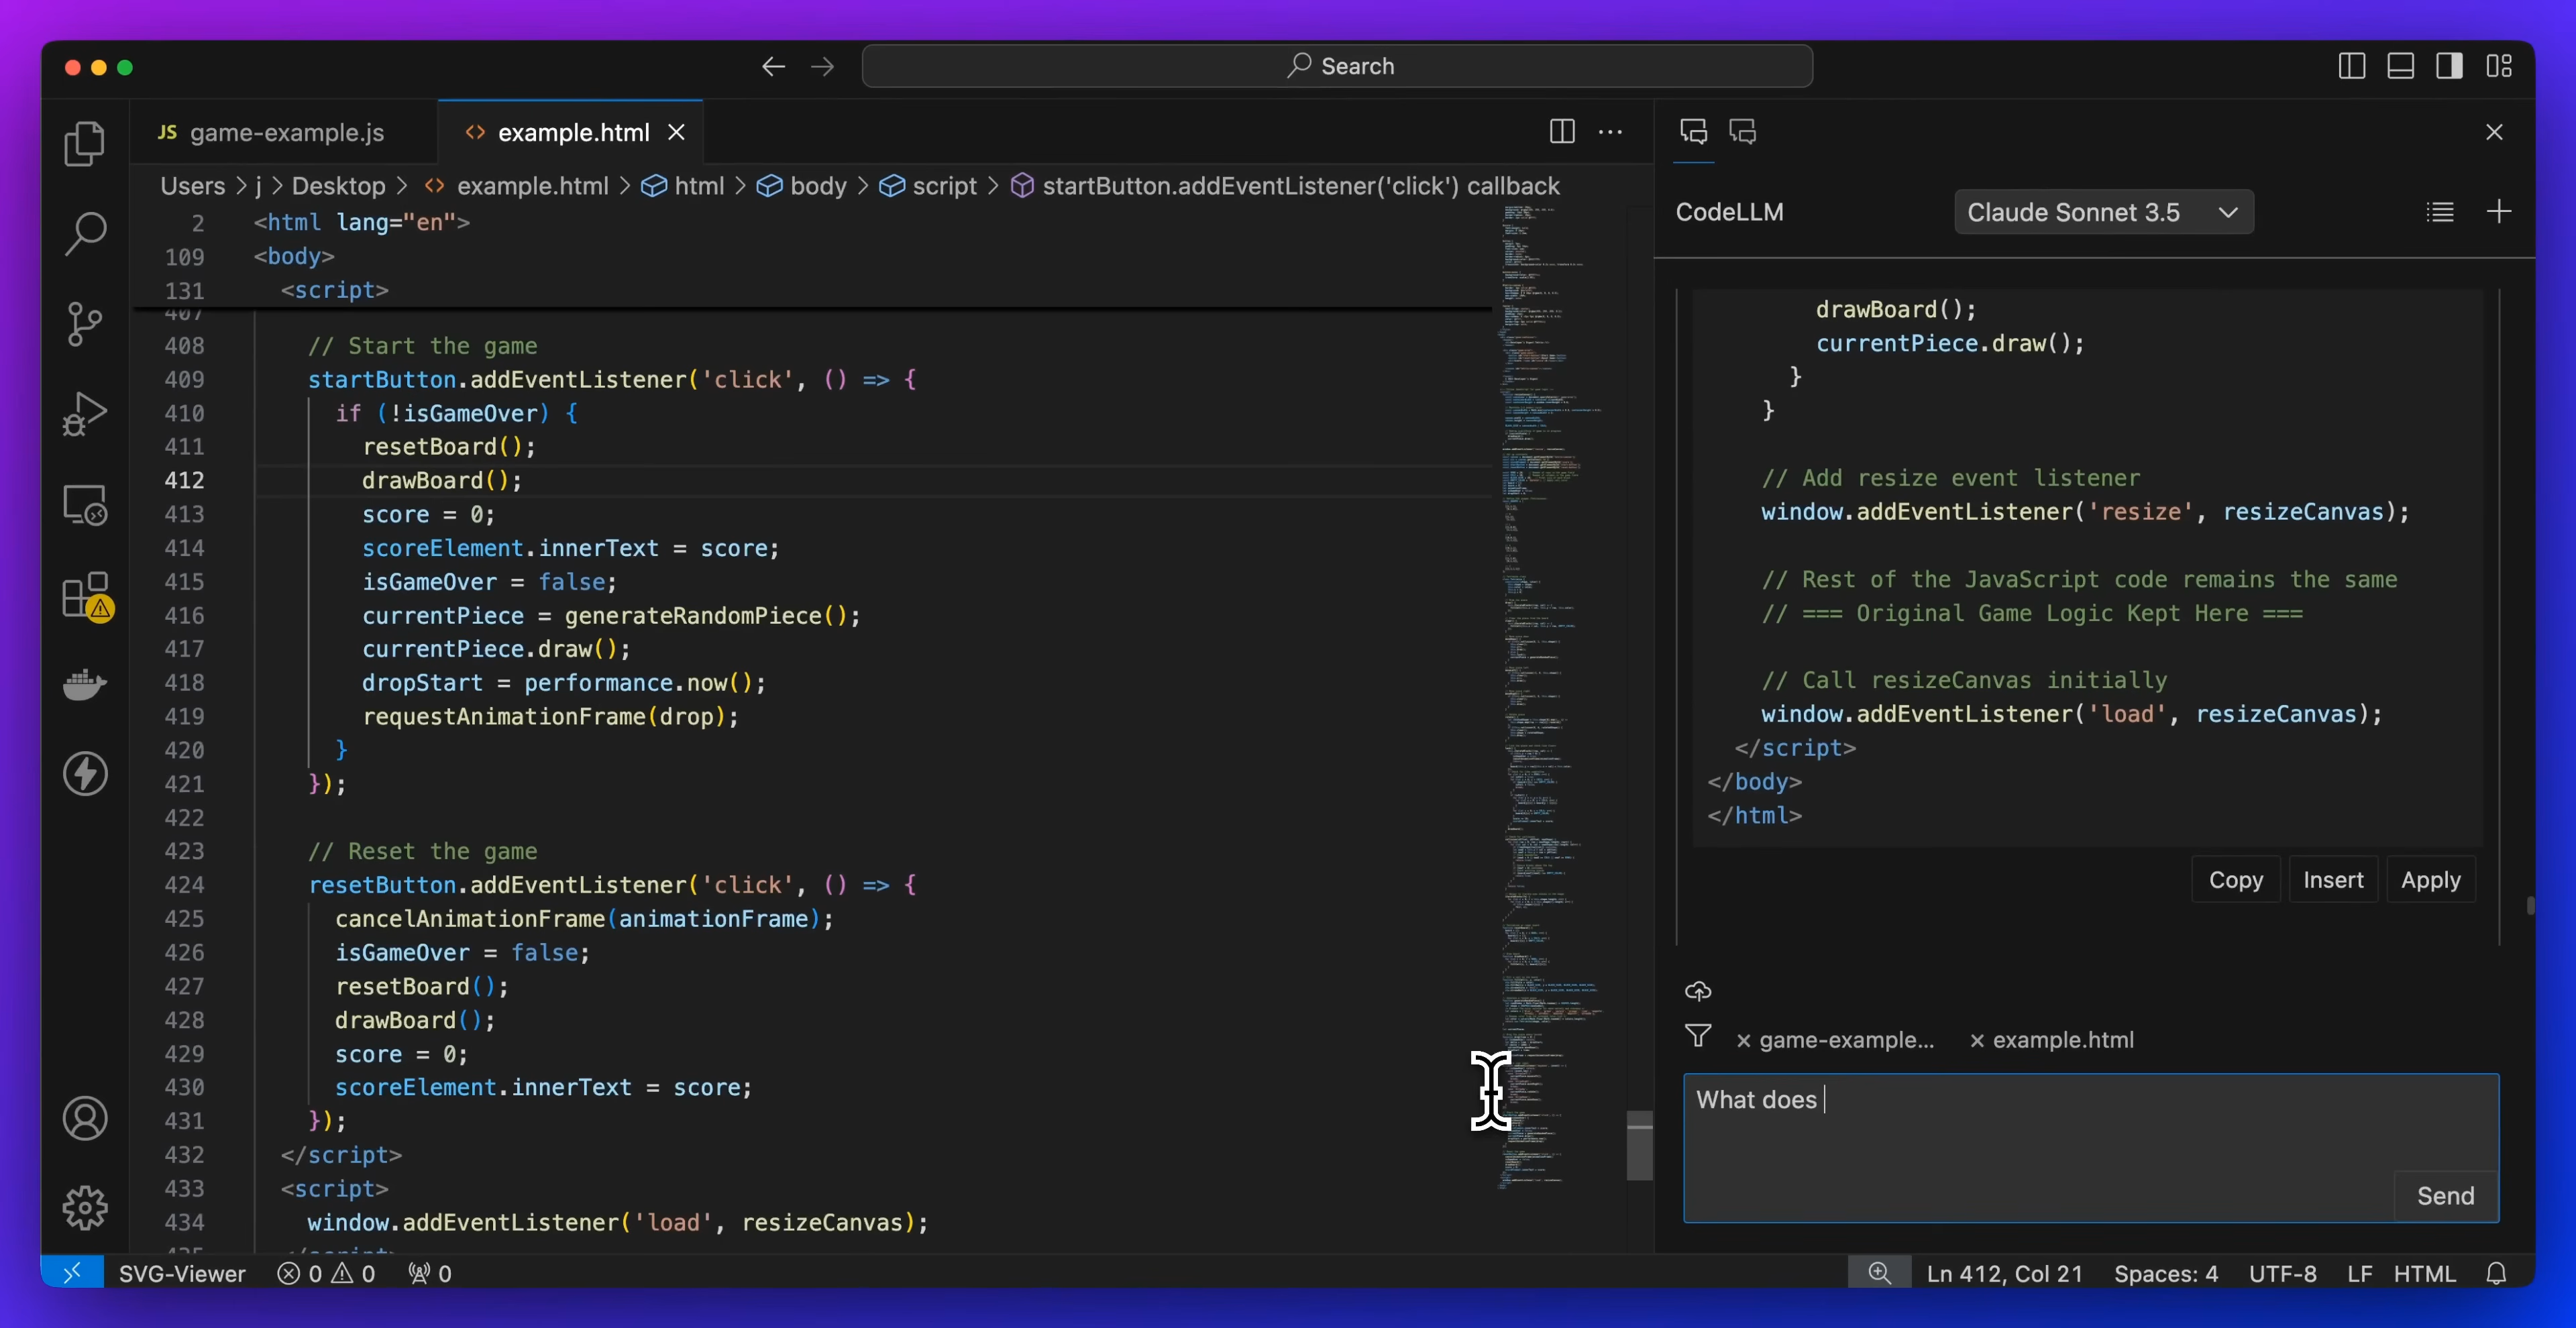 Search
JS game-example.js
example.html
Users > j > Desktop > example.html > html > body > script > startButton.addEventListener('click') callback
2 <html lang="en">
109 <body>
131 <script>
407
408 // Start the game
409 startButton.addEventListener('click', () => {
410 if (!isGameOver) {
411 resetBoard();
412 drawBoard();
413 score = 0;
414 scoreElement.innerText = score;
415 isGameOver = false;
416 currentPiece = generateRandomPiece();
417 currentPiece.draw();
418 dropStart = performance.now();
419 requestAnimationFrame(drop);
420 }
421 });
422
423 // Reset the game
424 resetButton.addEventListener('click', () => {
425 cancelAnimationFrame(animationFrame);
426 isGameOver = false;
427 resetBoard();
428 drawBoard();
429 score = 0;
430 scoreElement.innerText = score;
431 });
432 </script>
433 <script>
434 window.addEventListener('load', resizeCanvas);
CodeLLM
Claude Sonnet 3.5
drawBoard();
currentPiece.draw();
}
}
// Add resize event listener
window.addEventListener('resize', resizeCanvas);
// Rest of the JavaScript code remains the same
// === Original Game Logic Kept Here ===
// Call resizeCanvas initially
window.addEventListener('load', resizeCanvas);
</script>
</body>
</html>
Copy Insert Apply
× game-example... × example.html
What does
Send
SVG-Viewer 0 0 0
Ln 412, Col 21 Spaces: 4 UTF-8 LF HTML